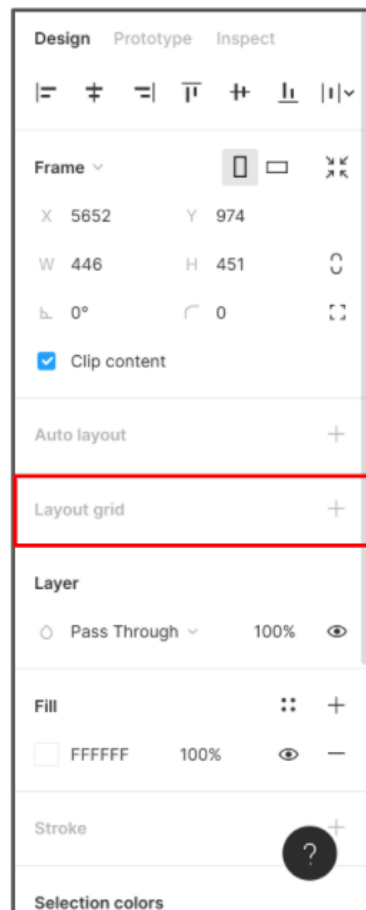 Design Prototype Inspect
Frame
X 5652 Y 974
W 446 H 451
0° 0
Clip content
Auto layout
Layout grid
Layer
Pass Through 100%
Fill
FFFFFF 100%
Stroke
?
Selection colors